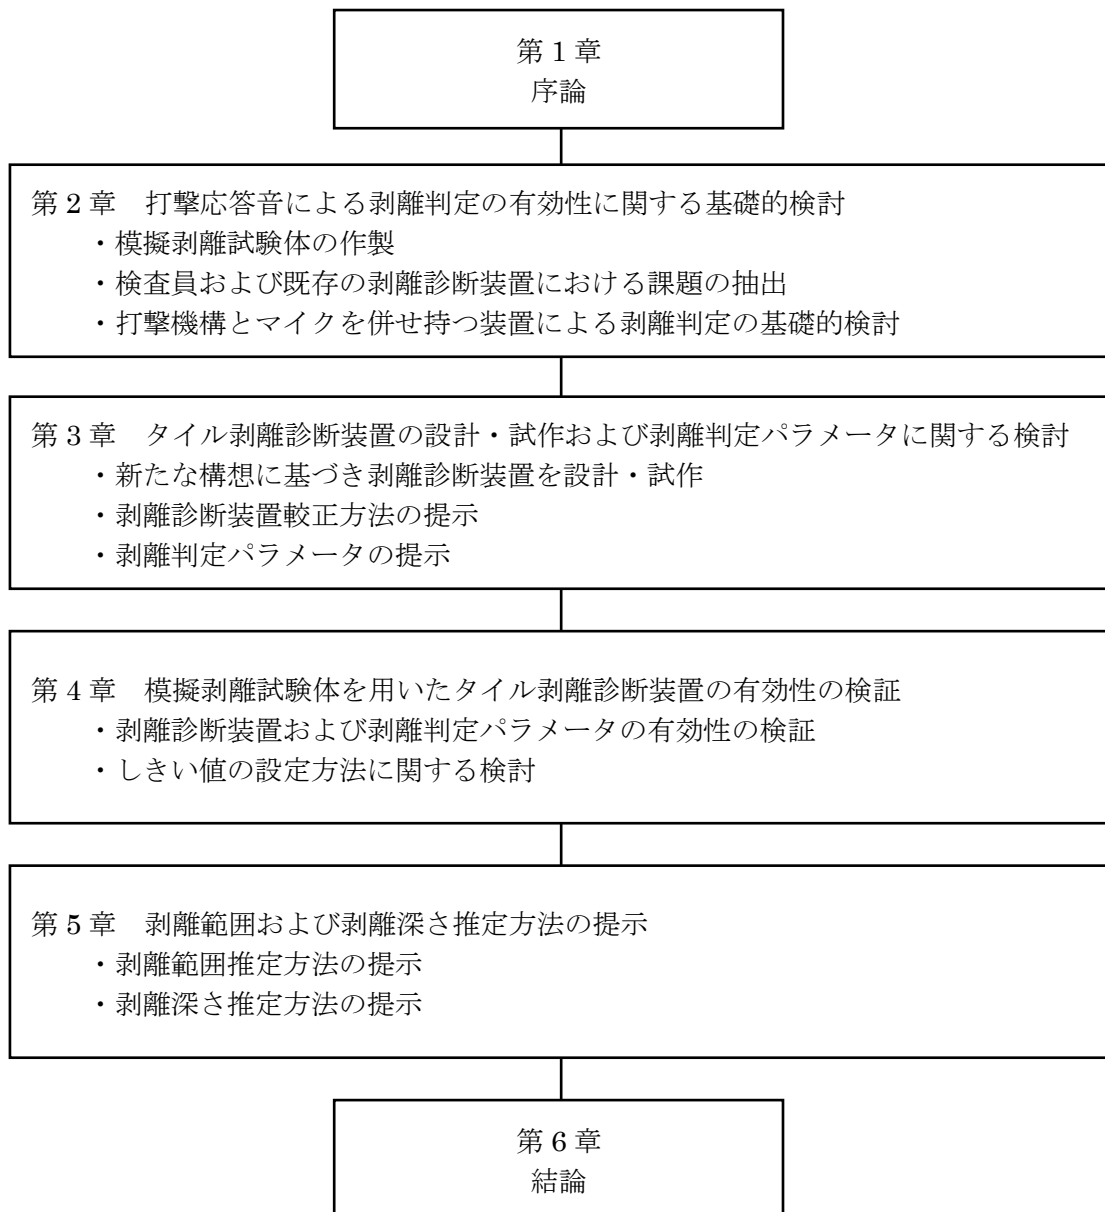 第 1 章
序論
第 2 章　打撃応答音による剥離判定の有効性に関する基礎的検討
・模擬剥離試験体の作製
・検査員および既存の剥離診断装置における課題の抽出
・打撃機構とマイクを併せ持つ装置による剥離判定の基礎的検討
第 3 章　タイル剥離診断装置の設計・試作および剥離判定パラメータに関する検討
・新たな構想に基づき剥離診断装置を設計・試作
・剥離診断装置較正方法の提示
・剥離判定パラメータの提示
第 4 章　模擬剥離試験体を用いたタイル剥離診断装置の有効性の検証
・剥離診断装置および剥離判定パラメータの有効性の検証
・しきい値の設定方法に関する検討
第 5 章　剥離範囲および剥離深さ推定方法の提示
・剥離範囲推定方法の提示
・剥離深さ推定方法の提示
第 6 章
結論